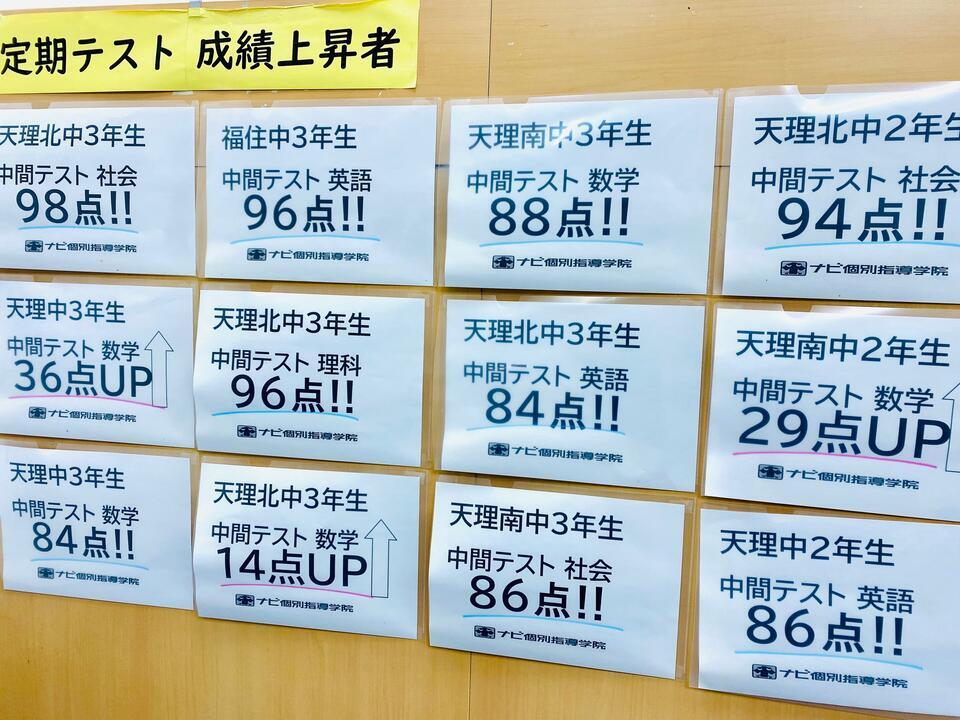 定期テスト 成績上昇者
天理北中3年生
中間テスト 社会
98点!!
ナビ個別指導学院
福住中3年生
中間テスト 英語
96点!!
ナビ個別指導学院
天理南中3年生
中間テスト 数学
88点!!
ナビ個別指導学院
天理北中2年生
中間テスト 社会
94点!!
ナビ個別指導学院
天理中3年生
中間テスト 数学
36点UP
ナビ個別指導学院
天理北中3年生
中間テスト 理科
96点!!
ナビ個別指導学院
天理北中3年生
中間テスト 英語
84点!!
ナビ個別指導学院
天理南中2年生
中間テスト 数学
29点UP
ナビ個別指導学院
天理中3年生
中間テスト 数学
84点!!
ナビ個別指導学院
天理北中3年生
中間テスト 数学
14点UP
ナビ個別指導学院
天理南中3年生
中間テスト 社会
86点!!
ナビ個別指導学院
天理中2年生
中間テスト 英語
86点!!
ナビ個別指導学院